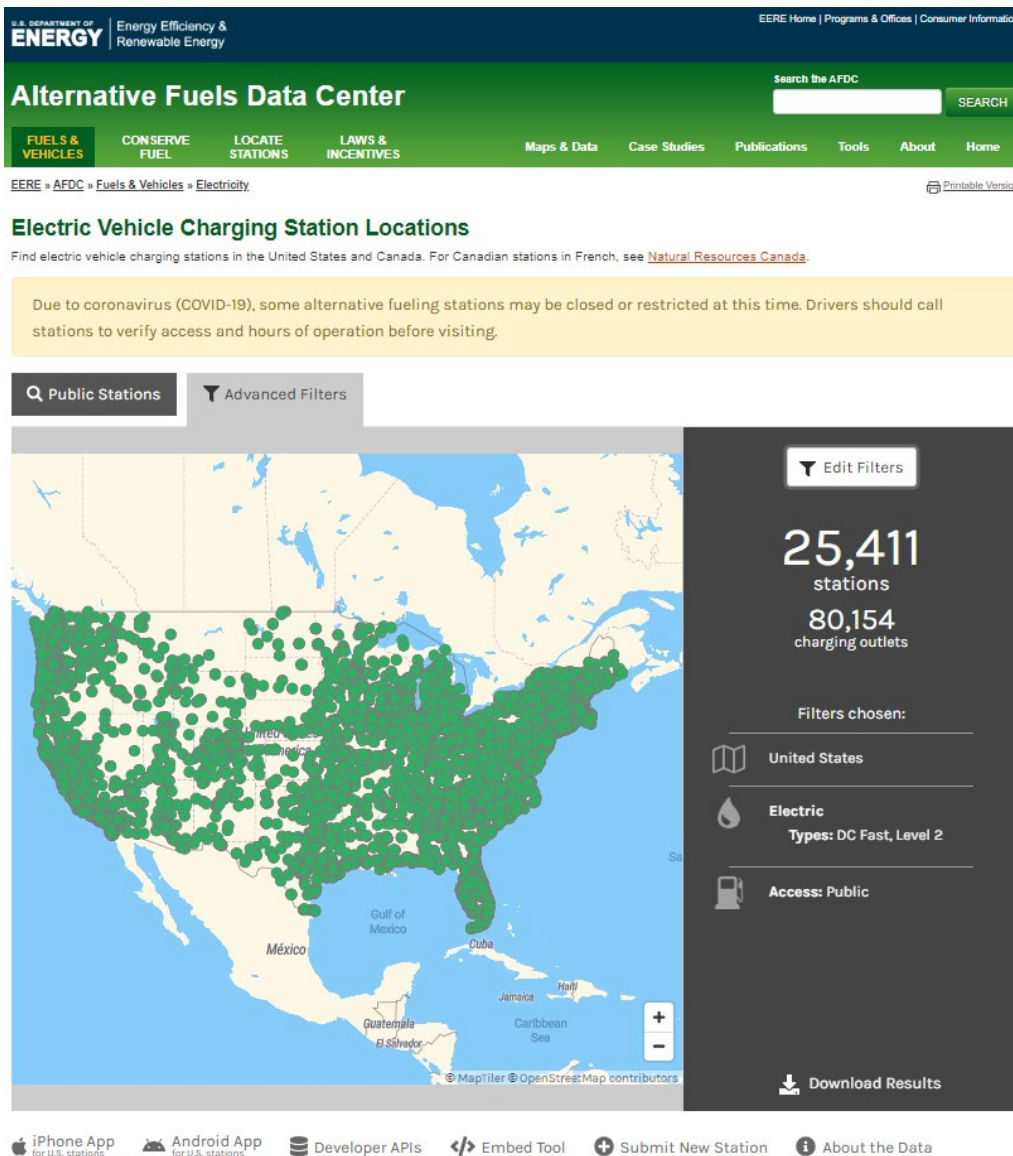 U.S. DEPARTMENT OF
ENERGY
Energy Efficiency &
Renewable Energy
EERE Home | Programs & Offices | Consumer Informatio
Alternative Fuels Data Center
Search the AFDC
SEARCH
FUELS & VEHICLES
CONSERVE FUEL
LOCATE STATIONS
LAWS & INCENTIVES
Maps & Data
Case Studies
Publications
Tools
About
Home
EERE » AFDC » Fuels & Vehicles » Electricity
Printable Versio
Electric Vehicle Charging Station Locations
Find electric vehicle charging stations in the United States and Canada. For Canadian stations in French, see Natural Resources Canada.
Due to coronavirus (COVID-19), some alternative fueling stations may be closed or restricted at this time. Drivers should call
stations to verify access and hours of operation before visiting.
Public Stations
Advanced Filters
Gulf of
Mexico
México
Cuba
Haiti
Jamaica
Guatemala
El Salvador
Caribbean
Sea
Sa
+
−
© MapTiler © OpenStreetMap contributors
Edit Filters
25,411
stations
80,154
charging outlets
Filters chosen:
United States
Electric
Types: DC Fast, Level 2
Access: Public
Download Results
iPhone App
for U.S. stations
Android App
for U.S. stations
Developer APIs
</> Embed Tool
Submit New Station
About the Data